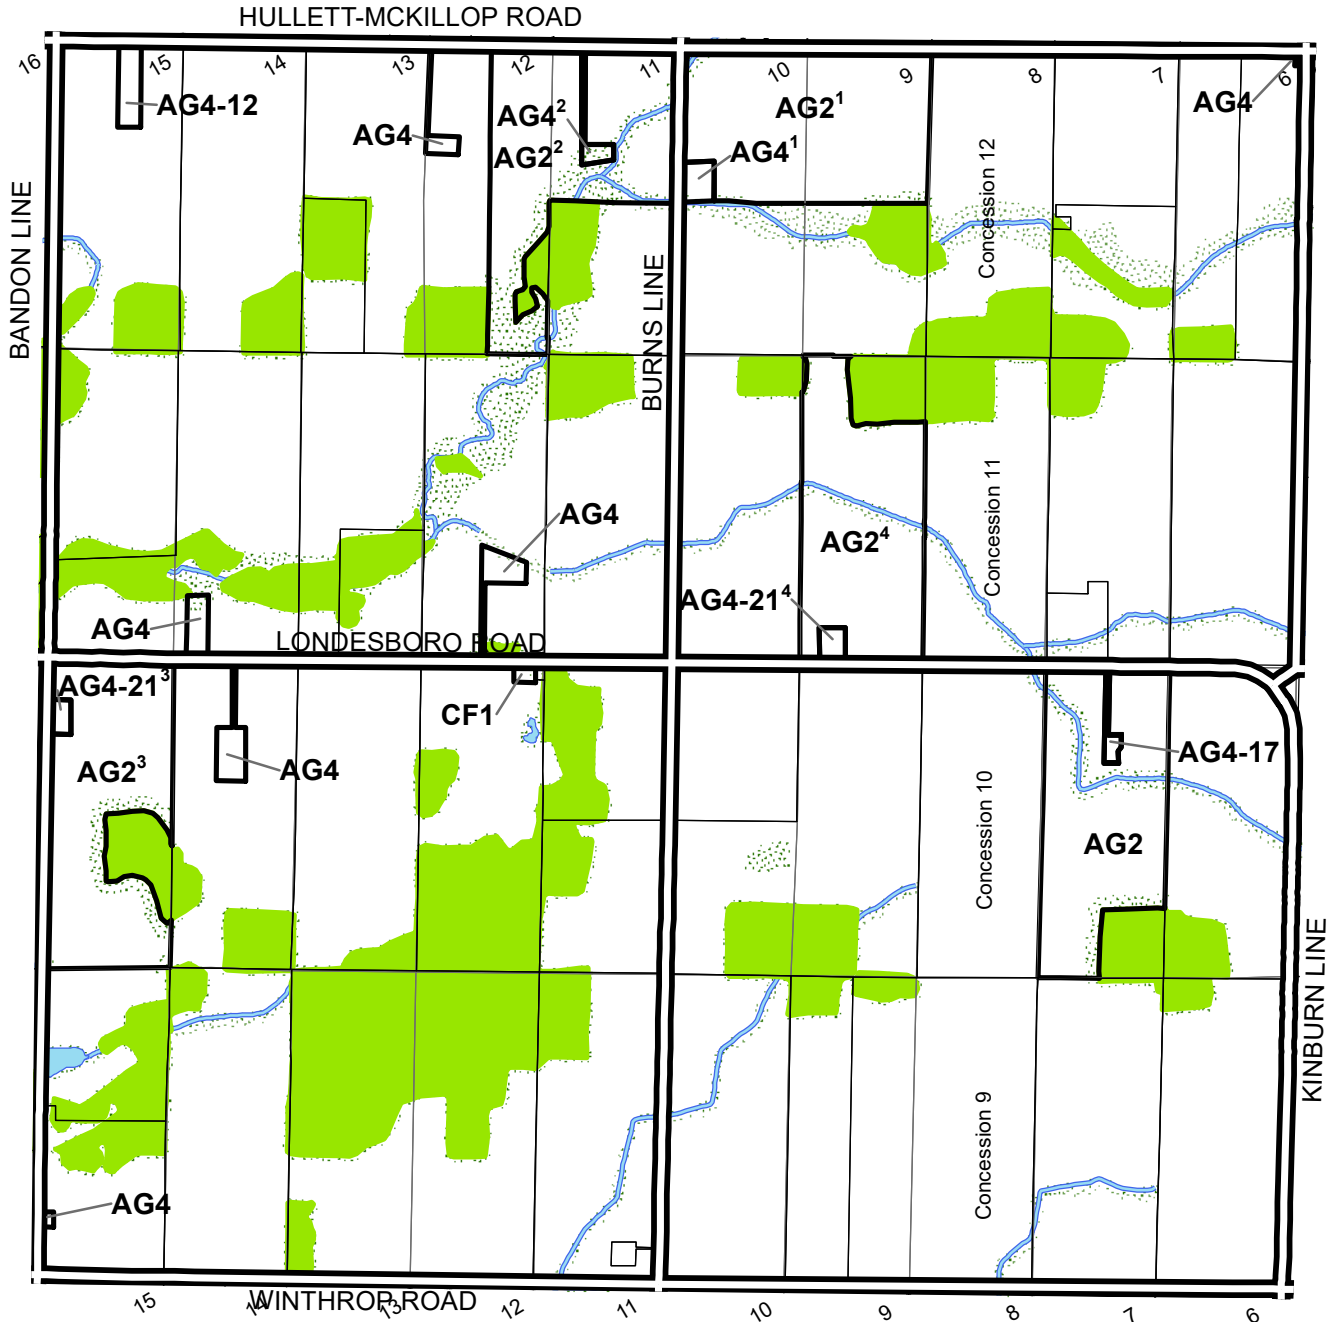 HULLETT-MCKILLOP ROAD
16
15
14
13
12
11
10
9
8
7
6
AG4-12
AG4
AG4²
AG2²
AG2¹
AG4¹
AG4
BANDON LINE
BURNS LINE
Concession 12
Concession 11
AG4
AG2⁴
AG4-21⁴
AG4
LONDESBORO ROAD
AG4-21³
CF1
AG2³
AG4
AG4-17
AG2
Concession 10
KINBURN LINE
Concession 9
AG4
WINTHROP ROAD
15
14
13
12
11
10
9
8
7
6